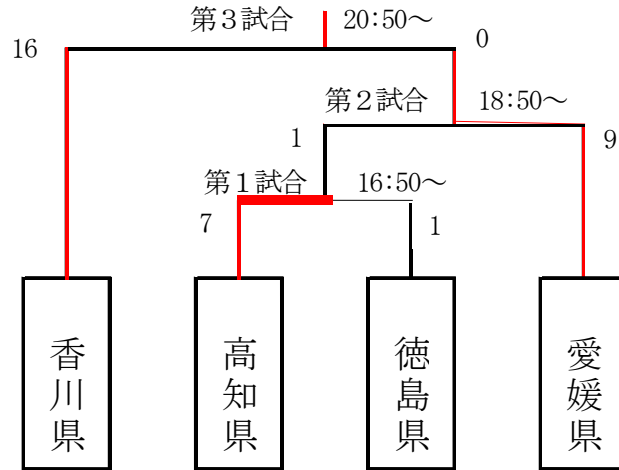 第3試合 20:50～
16
0
第2試合 18:50～
1
9
第1試合 16:50～
7
1
香川県
高知県
徳島県
愛媛県